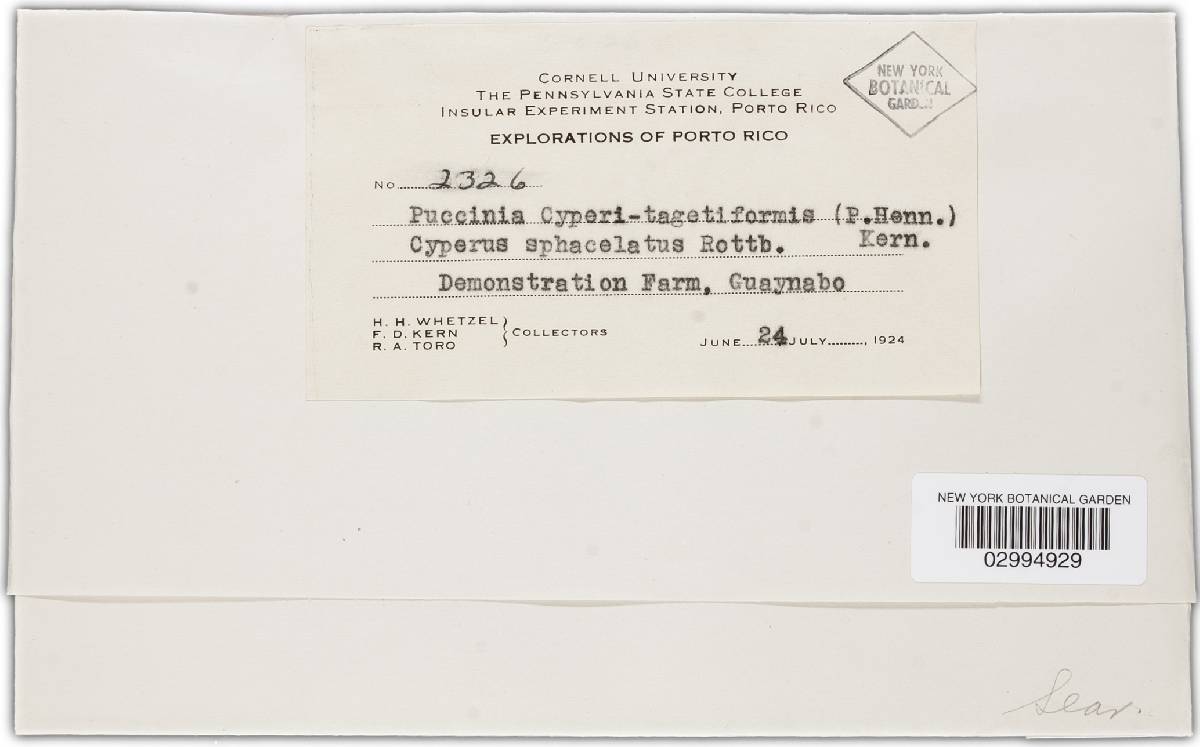 CORNELL UNIVERSITY
THE PENNSYLVANIA STATE COLLEGE
INSULAR EXPERIMENT STATION, PORTO RICO
EXPLORATIONS OF PORTO RICO
NEW YORK
BOTANICAL
No. 2326
Puccinia Cyperi-tagetiformis (P.Henn.)
Kern.
Cyperus sphacelatus Rottb.
Demonstration Farm, Guaynabo
H. H. WHETZEL
F. D. KERN
R. A. TORO
} COLLECTORS
JUNE 24 JULY ........, 1924
NEW YORK BOTANICAL GARDEN
02994929